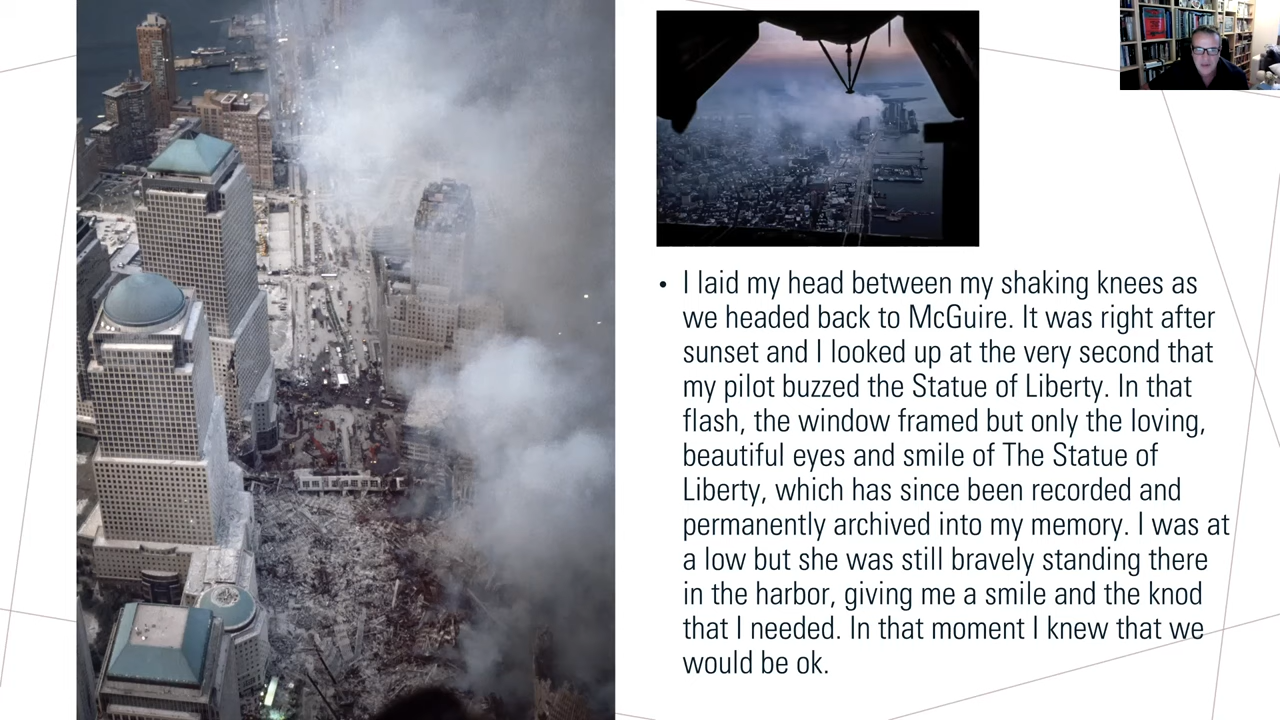 • I laid my head between my shaking knees as
we headed back to McGuire. It was right after
sunset and I looked up at the very second that
my pilot buzzed the Statue of Liberty. In that
flash, the window framed but only the loving,
beautiful eyes and smile of The Statue of
Liberty, which has since been recorded and
permanently archived into my memory. I was at
a low but she was still bravely standing there
in the harbor, giving me a smile and the knod
that I needed. In that moment I knew that we
would be ok.